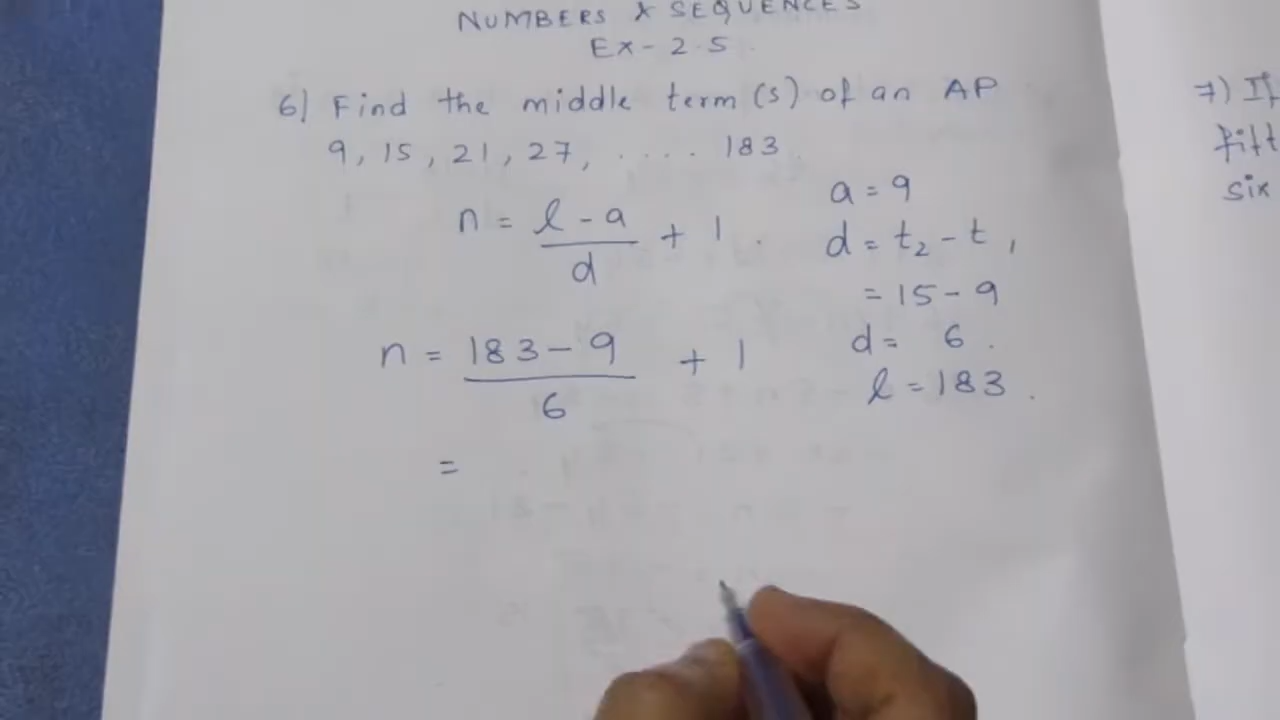 NUMBERS & SEQUENCES
Ex - 2.5
6) Find the middle term(s) of an AP
9, 15, 21, 27, ..... 183
n = l - a / d + 1.
a = 9
d = t₂ - t₁
= 15 - 9
n = 183 - 9 / 6 + 1
d = 6.
l = 183.
=
7) If
fift
six